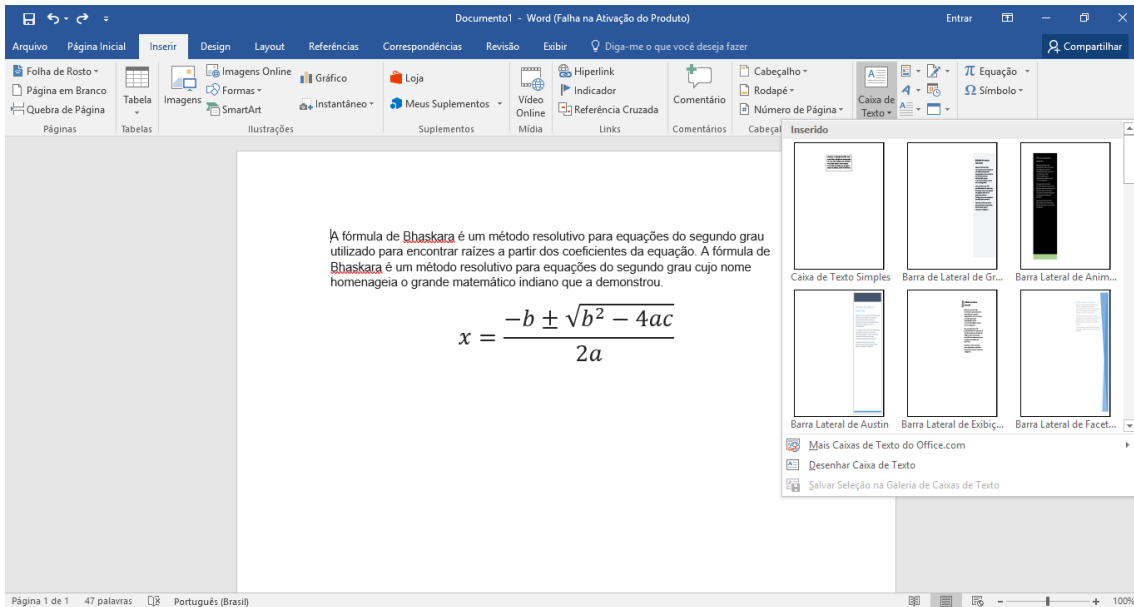 Documento1 - Word (Falha na Ativação do Produto)
Entrar
Arquivo Página Inicial Inserir Design Layout Referências Correspondências Revisão Exibir Diga-me o que você deseja fazer
Compartilhar
Folha de Rosto
Página em Branco
Quebra de Página
Páginas
Tabela
Tabelas
Imagens
Imagens Online
Formas
SmartArt
Gráfico
Instantâneo
Ilustrações
Loja
Meus Suplementos
Suplementos
Vídeo
Online
Mídia
Hiperlink
Indicador
Referência Cruzada
Links
Comentário
Comentários
Cabeçalho
Rodapé
Número de Página
Cabeçal
Caixa de
Texto
π Equação
Ω Símbolo
Inserido
Caixa de Texto Simples
Barra de Lateral de Gr...
Barra Lateral de Anim...
Barra Lateral de Austin
Barra Lateral de Exibiç...
Barra Lateral de Facet...
Mais Caixas de Texto do Office.com
Desenhar Caixa de Texto
Salvar Seleção na Galeria de Caixas de Texto
A fórmula de Bhaskara é um método resolutivo para equações do segundo grau
utilizado para encontrar raízes a partir dos coeficientes da equação. A fórmula de
Bhaskara é um método resolutivo para equações do segundo grau cujo nome
homenageia o grande matemático indiano que a demonstrou.
x = (−b ± √(b² − 4ac)) / 2a
Página 1 de 1 47 palavras Português (Brasil)
100%